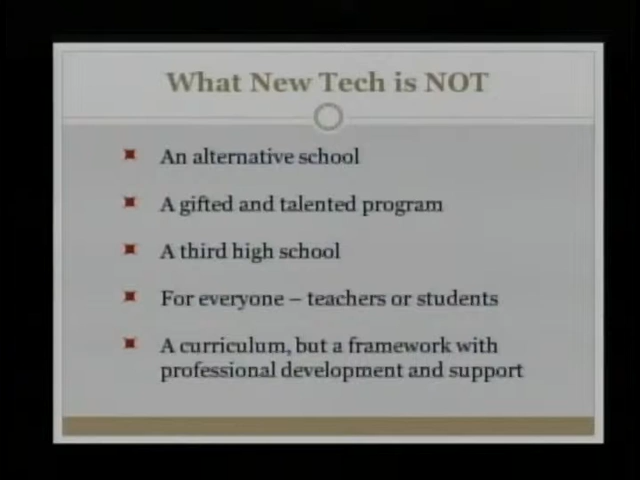 What New Tech is NOT
An alternative school
A gifted and talented program
A third high school
For everyone – teachers or students
A curriculum, but a framework with
professional development and support